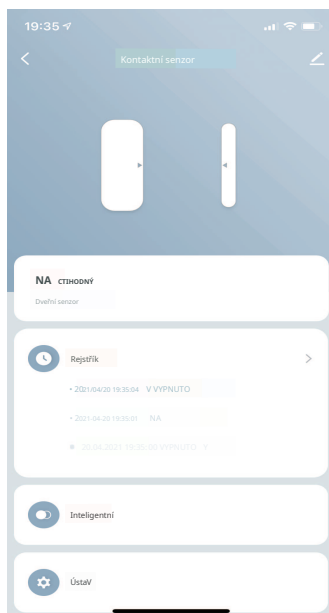 19:35
Kontaktní senzor
NA CTIHODNÝ
Dveřní senzor
Rejstřík
• 2021/04/20 19:35:04 V VYPNUTO
• 2021-04-20 19:35:01 NA
20.04.2021 19:35:00 VYPNUTO
Inteligentní
ÚstaV